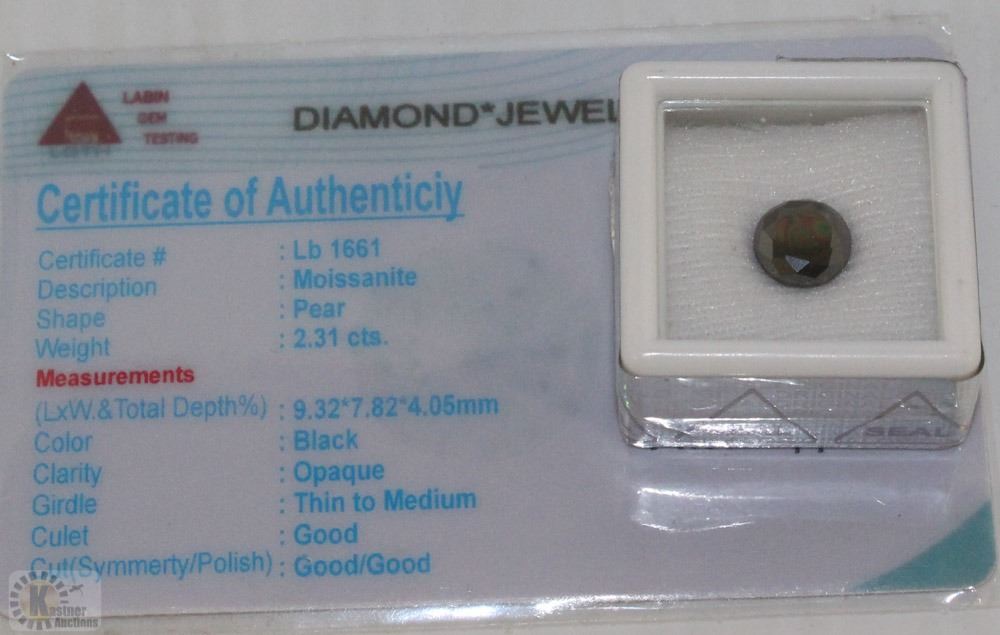 LABIN
GEM
TESTING
DIAMOND*JEWEL
Certificate of Authenticiy
Certificate # : Lb 1661
Description : Moissanite
Shape : Pear
Weight : 2.31 cts.
Measurements
(LxW.&Total Depth%) : 9.32*7.82*4.05mm
Color : Black
Clarity : Opaque
Girdle : Thin to Medium
Culet : Good
Cut(Symmerty/Polish) : Good/Good
SEAL
Kastner
Auctions